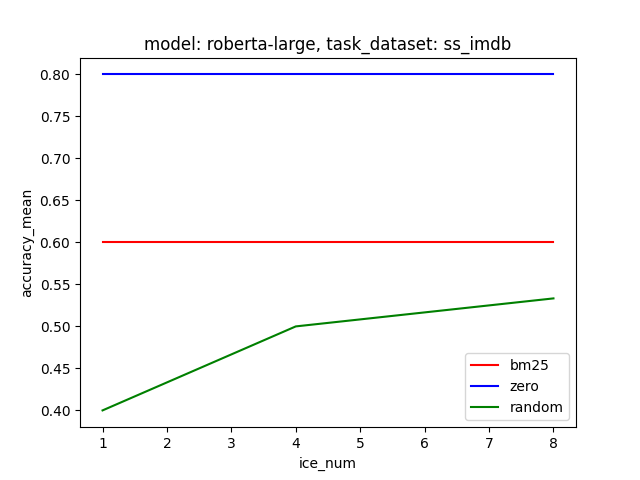 model: roberta-large, task_dataset: ss_imdb
accuracy_mean
0.80
0.75
0.70
0.65
0.60
0.55
0.50
0.45
0.40
bm25
zero
random
1 2 3 4 5 6 7 8
ice_num